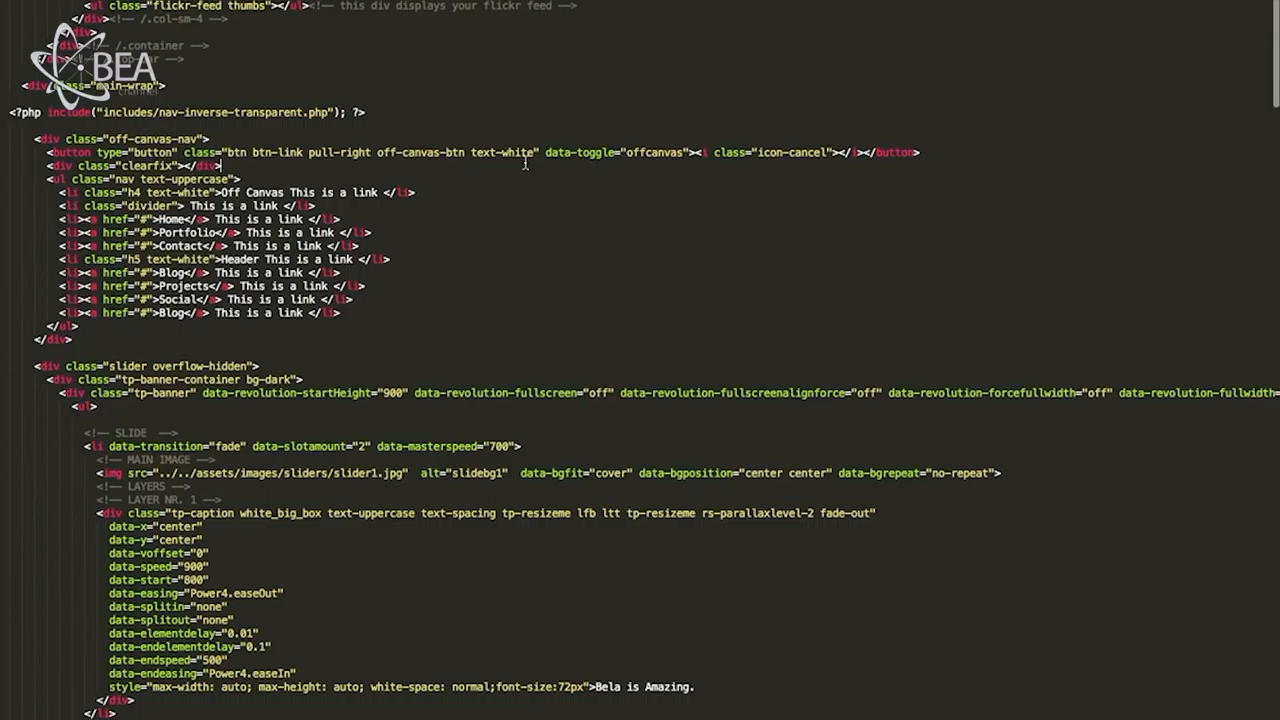 <ul class="flickr-feed thumbs"></ul><!-- this div displays your flickr feed -->
</div><!-- /.col-sm-4 -->
</div>
</div><!-- /.container -->
BEA
channel
<div class="main-wrap">
<?php include("includes/nav-inverse-transparent.php"); ?>
<div class="off-canvas-nav">
<button type="button" class="btn btn-link pull-right off-canvas-btn text-white" data-toggle="offcanvas"><i class="icon-cancel"></i></button>
<div class="clearfix"></div>
<ul class="nav text-uppercase">
<li class="h4 text-white">Off Canvas This is a link </li>
<li class="divider"> This is a link </li>
<li><a href="#">Home</a> This is a link </li>
<li><a href="#">Portfolio</a> This is a link </li>
<li><a href="#">Contact</a> This is a link </li>
<li class="h5 text-white">Header This is a link </li>
<li><a href="#">Blog</a> This is a link </li>
<li><a href="#">Projects</a> This is a link </li>
<li><a href="#">Social</a> This is a link </li>
<li><a href="#">Blog</a> This is a link </li>
</ul>
</div>
<div class="slider overflow-hidden">
<div class="tp-banner-container bg-dark">
<div class="tp-banner" data-revolution-startHeight="900" data-revolution-fullscreen="off" data-revolution-fullscreenalignforce="off" data-revolution-forcefullwidth="off" data-revolution-fullwidth=
<ul>
<!-- SLIDE -->
<li data-transition="fade" data-slotamount="2" data-masterspeed="700">
<!-- MAIN IMAGE -->
<img src="../../assets/images/sliders/slider1.jpg" alt="slidebg1" data-bgfit="cover" data-bgposition="center center" data-bgrepeat="no-repeat">
<!-- LAYERS -->
<!-- LAYER NR. 1 -->
<div class="tp-caption white_big_box text-uppercase text-spacing tp-resizeme lfb ltt tp-resizeme rs-parallaxlevel-2 fade-out"
data-x="center"
data-y="center"
data-voffset="0"
data-speed="900"
data-start="800"
data-easing="Power4.easeOut"
data-splitin="none"
data-splitout="none"
data-elementdelay="0.01"
data-endelementdelay="0.1"
data-endspeed="500"
data-endeasing="Power4.easeIn"
style="max-width: auto; max-height: auto; white-space: normal;font-size:72px">Bela is Amazing.
</div>
</li>